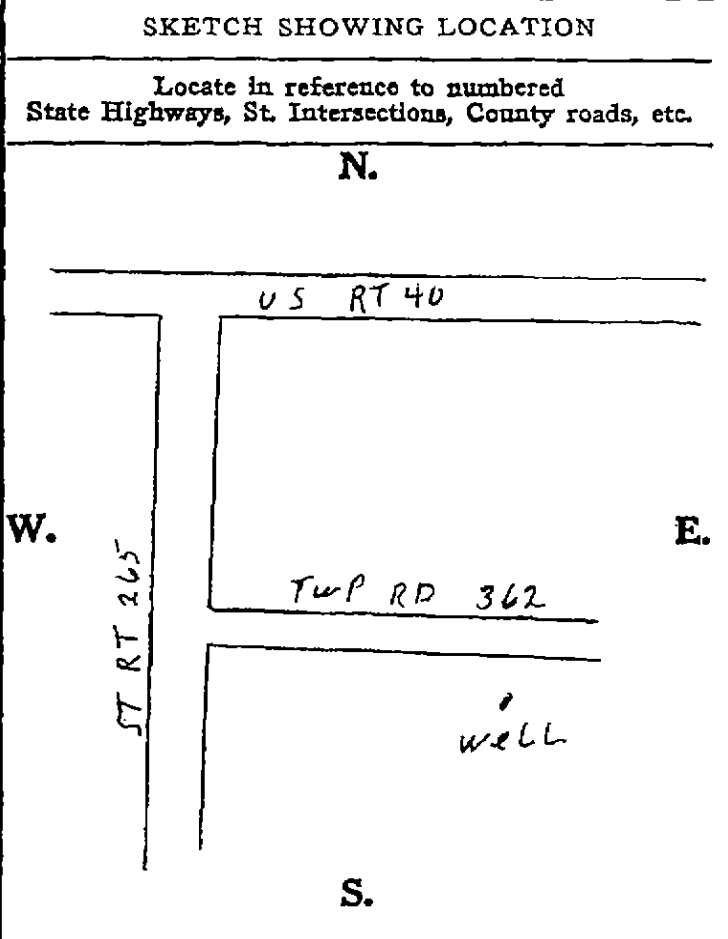 SKETCH SHOWING LOCATION
Locate in reference to numbered
State Highways, St. Intersections, County roads, etc.
N.
US RT 40
W.
E.
ST RT 265
TwP RD 362
weLL
S.